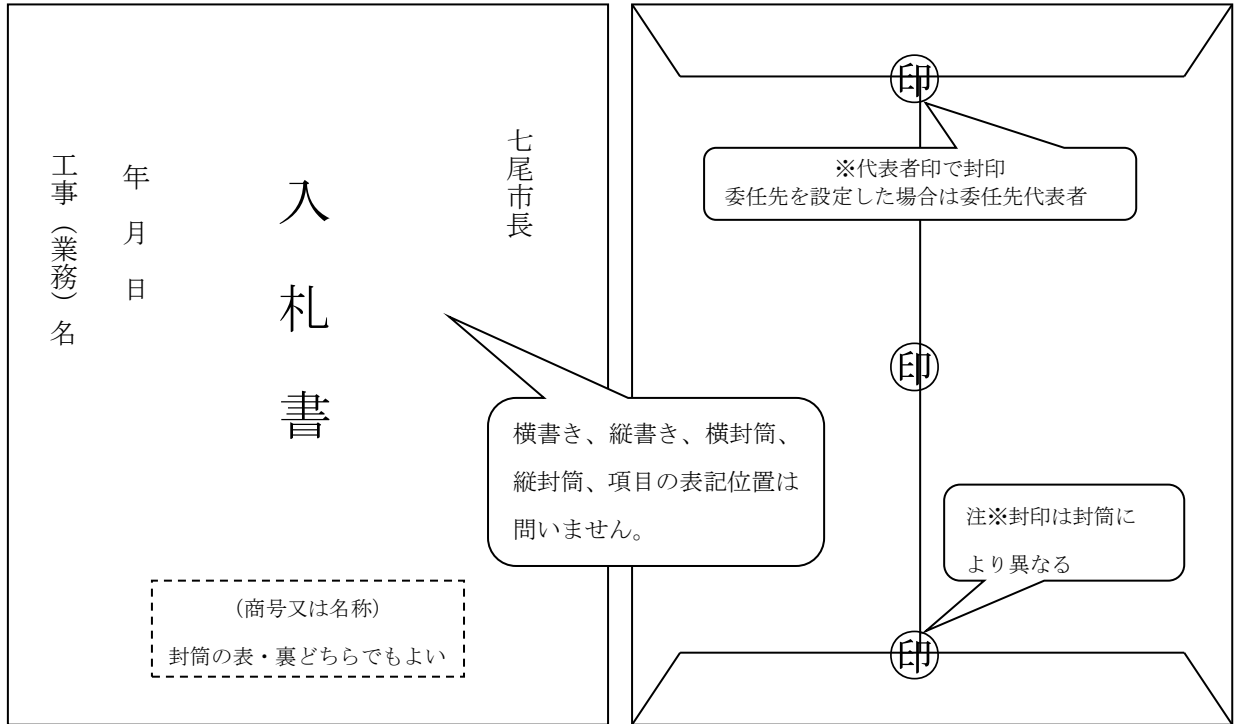 七尾市長
入札書
年 月 日
工事（業務）名
（商号又は名称）
封筒の表・裏どちらでもよい
横書き、縦書き、横封筒、
縦封筒、項目の表記位置は
問いません。
印
※代表者印で封印
委任先を設定した場合は委任先代表者
印
注※封印は封筒に
より異なる
印